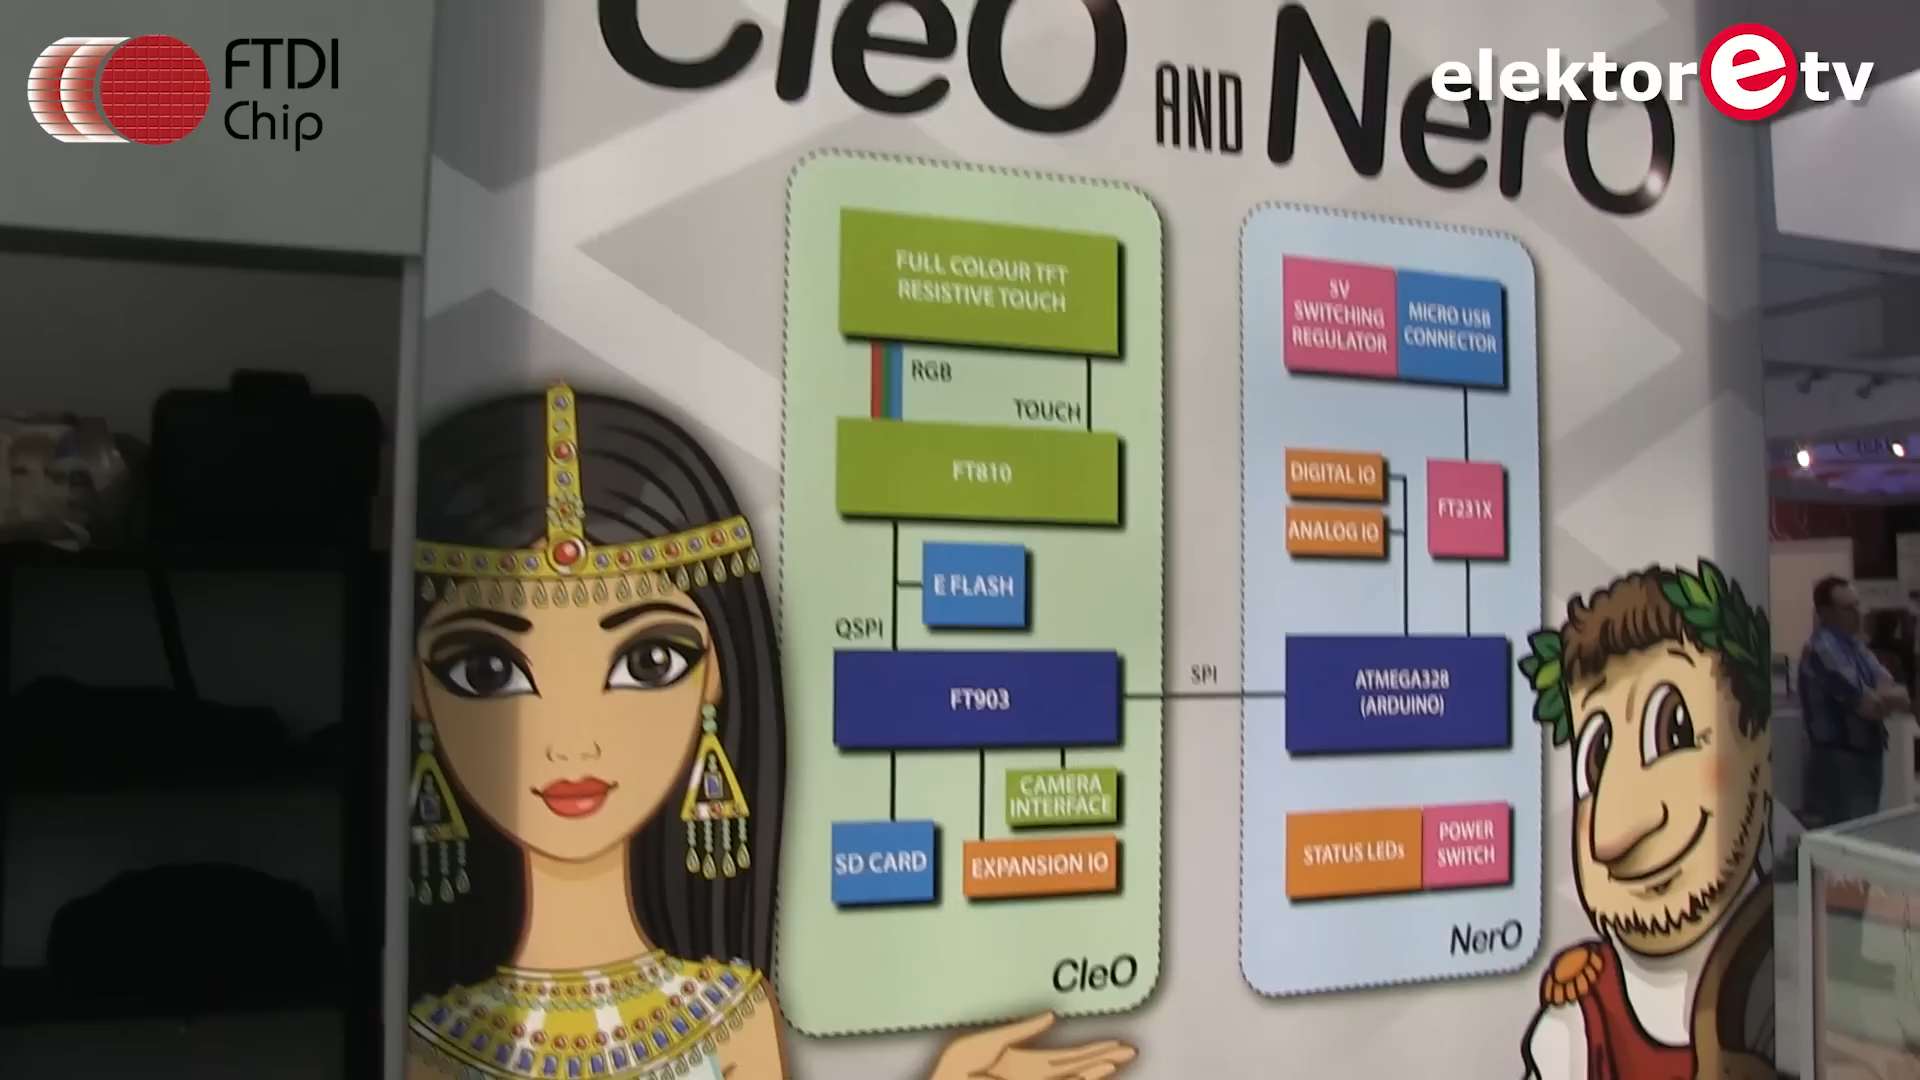 FTDI
Chip
elektor e tv
CleO AND NerO
FULL COLOUR TFT
RESISTIVE TOUCH
RGB
TOUCH
FT810
E FLASH
QSPI
FT903
SPI
CAMERA
INTERFACE
SD CARD
EXPANSION IO
CleO
5V
SWITCHING
REGULATOR
MICRO USB
CONNECTOR
DIGITAL IO
ANALOG IO
FT231X
ATMEGA328
(ARDUINO)
STATUS LEDs
POWER
SWITCH
NerO